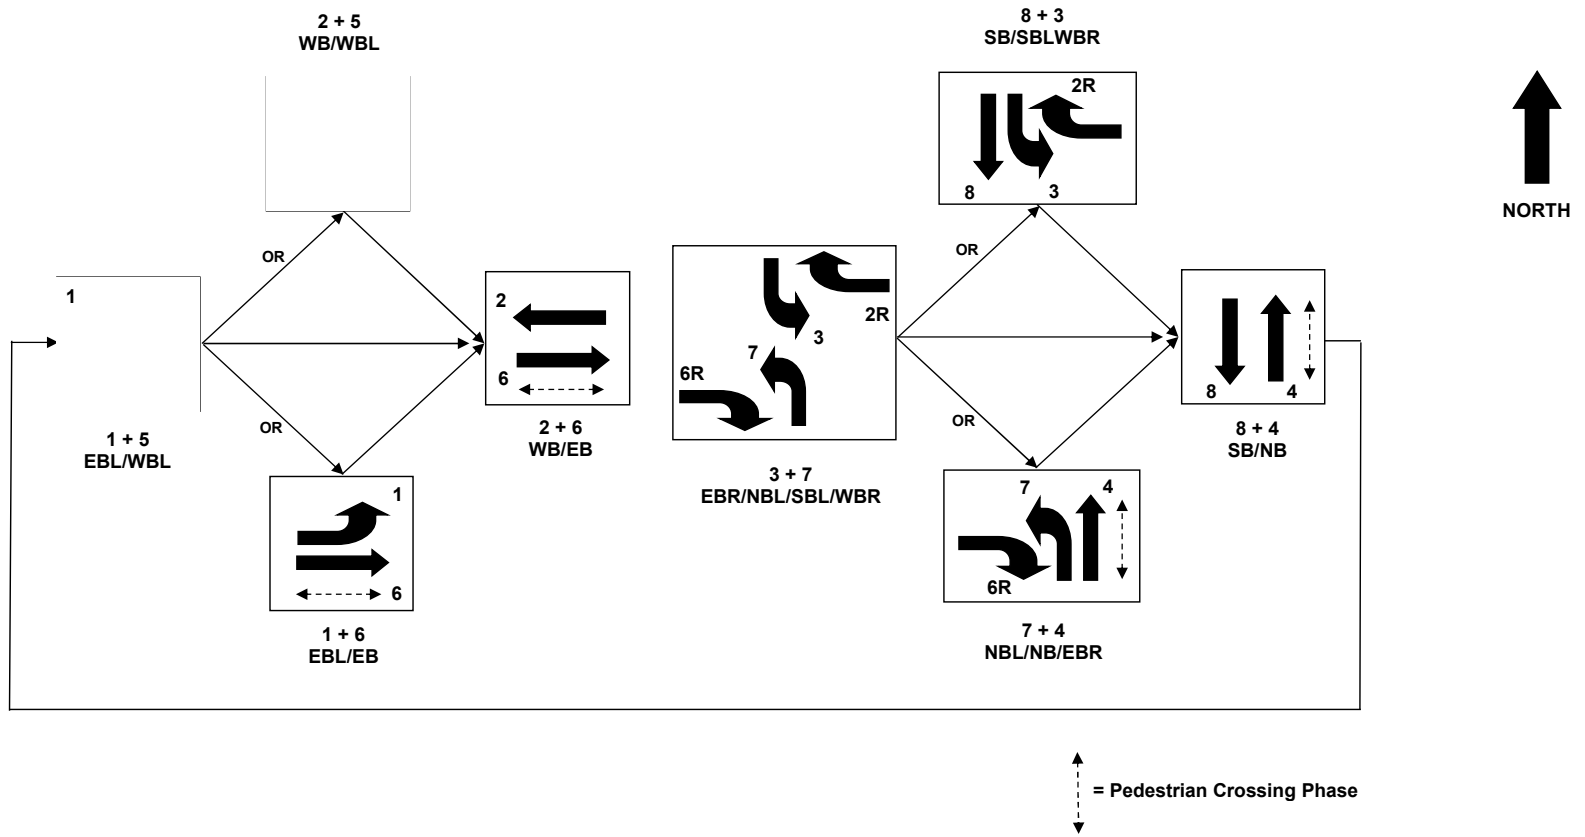 2 + 5
WB/WBL
8 + 3
SB/SBLWBR
2R
8
3
NORTH
OR
OR
1
2
6
2R
3
7
6R
8
4
1 + 5
EBL/WBL
OR
2 + 6
WB/EB
OR
8 + 4
SB/NB
3 + 7
EBR/NBL/SBL/WBR
1
6
7
4
6R
1 + 6
EBL/EB
7 + 4
NBL/NB/EBR
= Pedestrian Crossing Phase